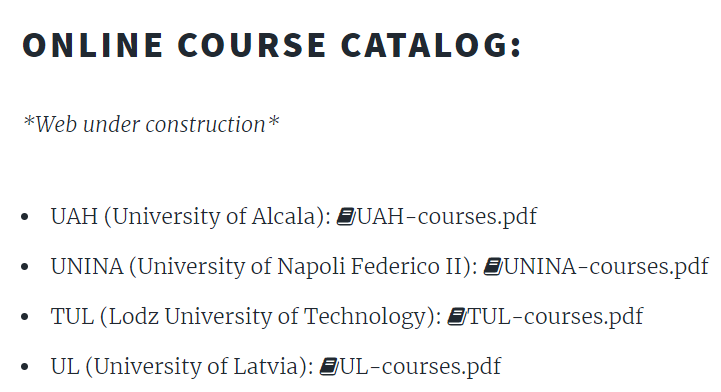 ONLINE COURSE CATALOG:
*Web under construction*
• UAH (University of Alcala): UAH-courses.pdf
• UNINA (University of Napoli Federico II): UNINA-courses.pdf
• TUL (Lodz University of Technology): TUL-courses.pdf
• UL (University of Latvia): UL-courses.pdf